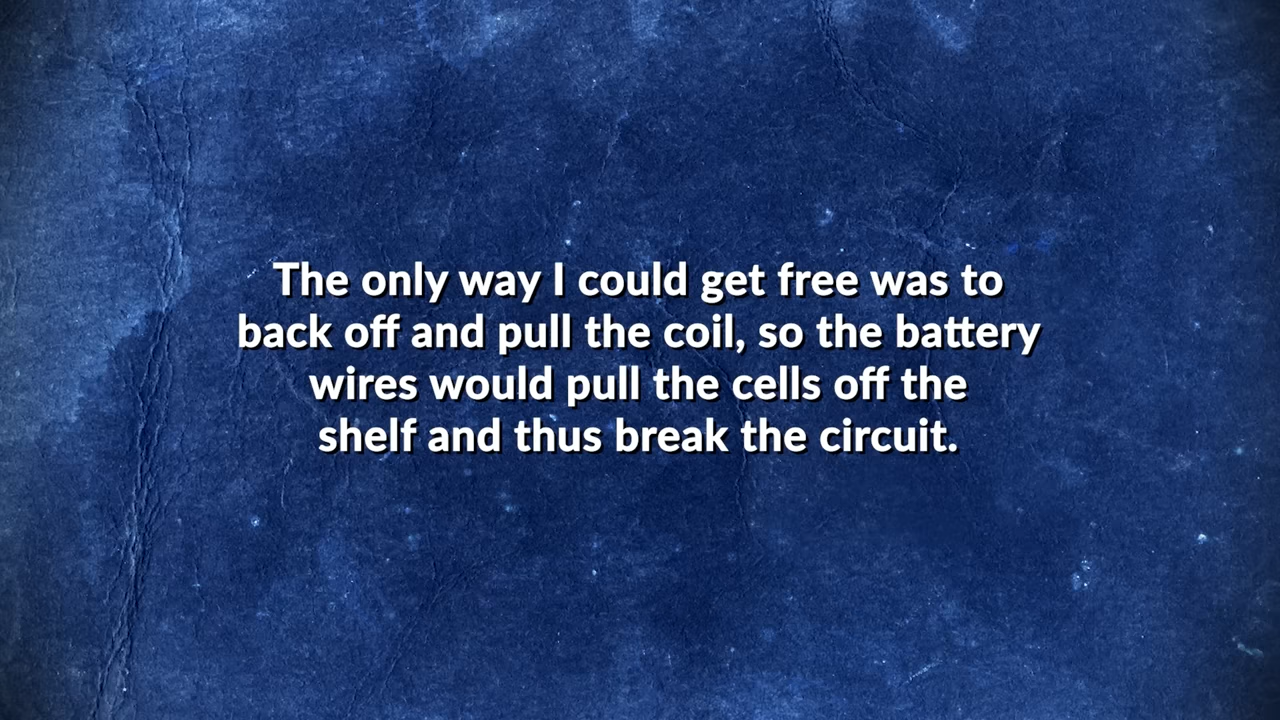 The only way I could get free was to
back off and pull the coil, so the battery
wires would pull the cells off the
shelf and thus break the circuit.